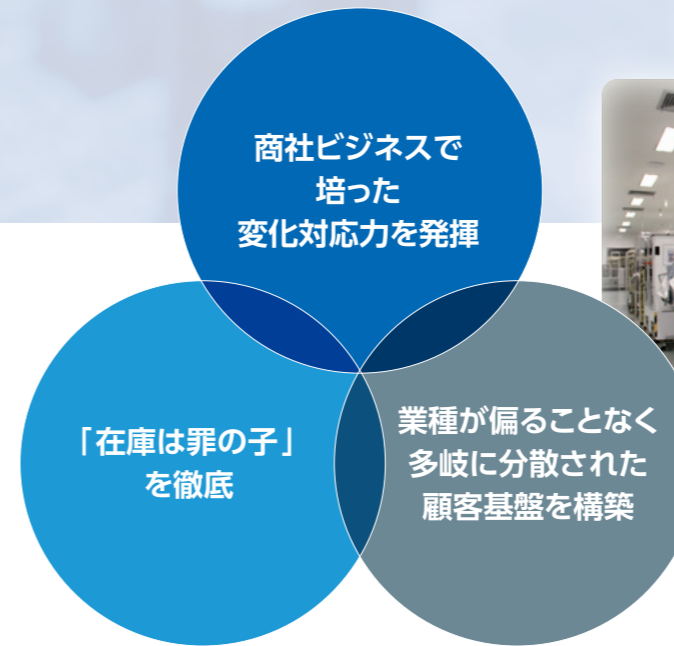 商社ビジネスで
培った
変化対応力を発揮
「在庫は罪の子」
を徹底
業種が偏ることなく
多岐に分散された
顧客基盤を構築